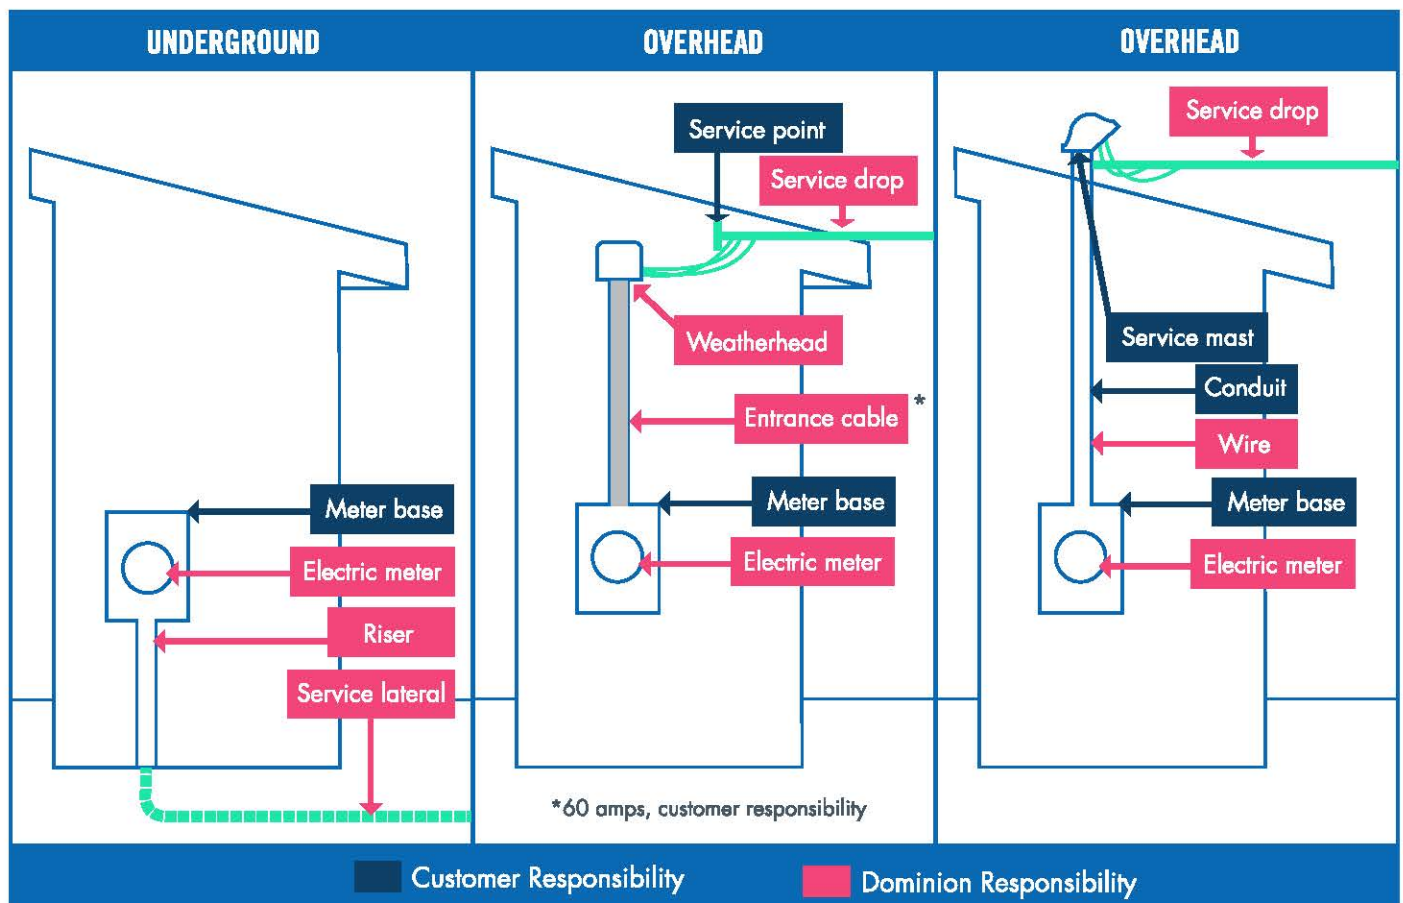 UNDERGROUND
Meter base
Electric meter
Riser
Service lateral
OVERHEAD
Service point
Service drop
Weatherhead
Entrance cable *
Meter base
Electric meter
*60 amps, customer responsibility
OVERHEAD
Service drop
Service mast
Conduit
Wire
Meter base
Electric meter
Customer Responsibility
Dominion Responsibility